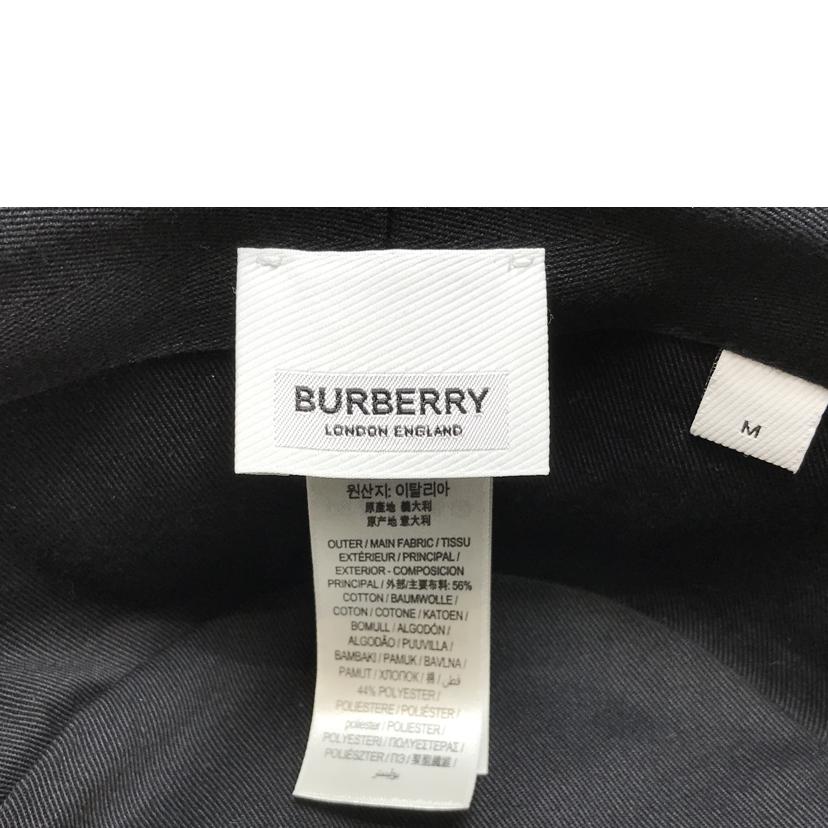 BURBERRY
LONDON ENGLAND
M
원산지: 이탈리아
原產地 義大利
原产地 意大利
OUTER / MAIN FABRIC / TISSU
EXTÉRIEUR / PRINCIPAL /
EXTERIOR - COMPOSICION
PRINCIPAL / 外部/主要布料: 56%
COTTON / BAUMWOLLE /
COTON / COTONE / KATOEN /
BOMULL / ALGODÓN /
ALGODÃO / PUUVILLA /
BAMBAKI / PAMUK / BAVLNA /
PAMUT / ХЛОПОК / 棉 / قطن /
44% POLYESTER /
POLIESTERE / POLIÉSTER /
poliester / POLIESTER /
POLYESTERI / ΠΟΛΥΕΣΤΕΡΑΣ /
POLIÉSZTER / ПЭ / 聚酯纖維 /
بوليستر